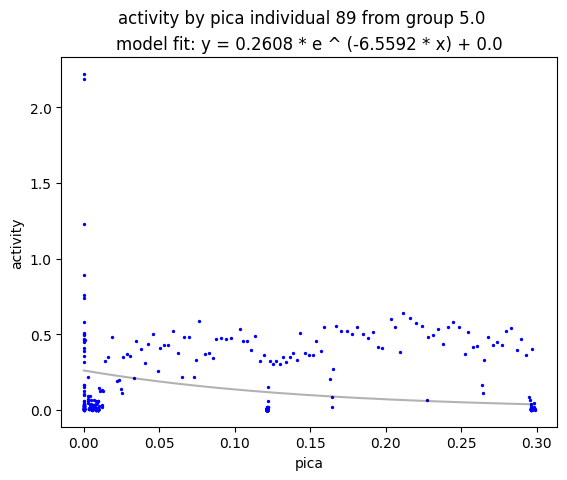 activity by pica individual 89 from group 5.0
model fit: y = 0.2608 * e ^ (-6.5592 * x) + 0.0
2.0
1.5
1.0
0.5
0.0
activity
0.00 0.05 0.10 0.15 0.20 0.25 0.30
pica